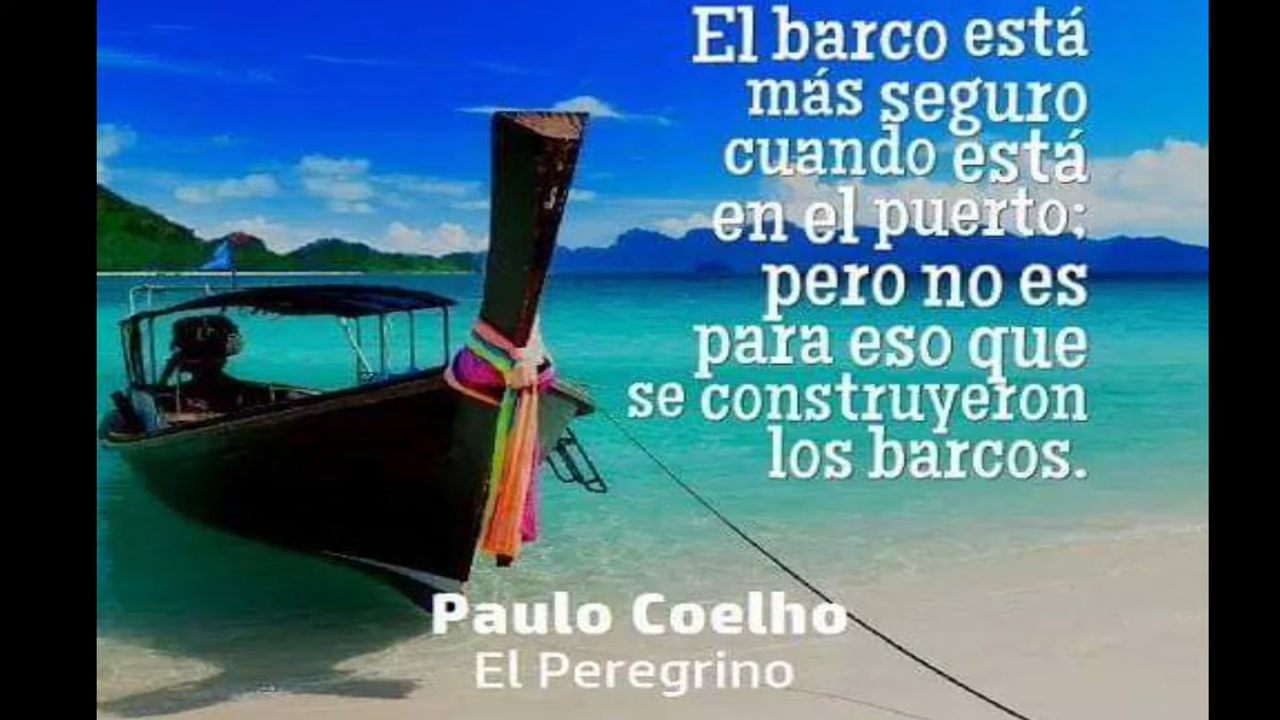 El barco está
más seguro
cuando está
en el puerto;
pero no es
para eso que
se construyeron
los barcos.
Paulo Coelho
El Peregrino